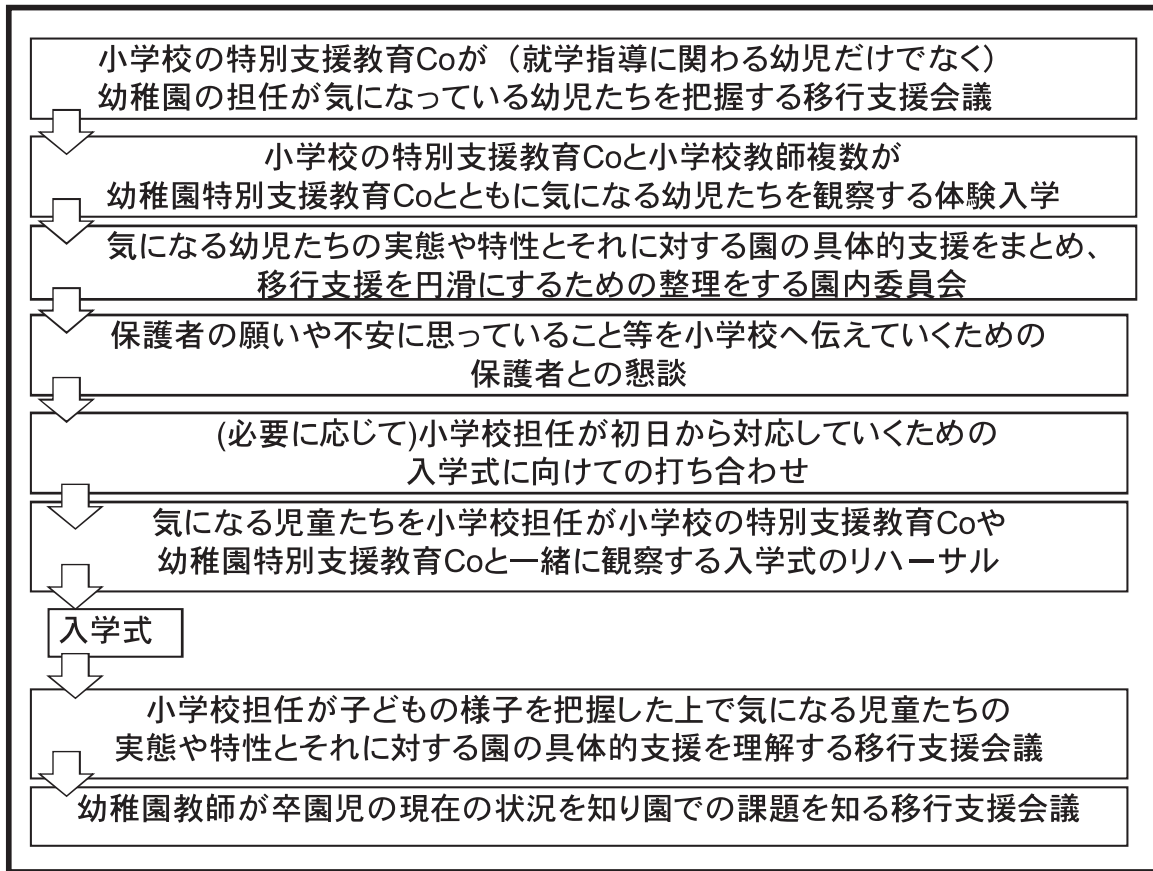 小学校の特別支援教育Coが（就学指導に関わる幼児だけでなく）
幼稚園の担任が気になっている幼児たちを把握する移行支援会議
小学校の特別支援教育Coと小学校教師複数が
幼稚園特別支援教育Coとともに気になる幼児たちを観察する体験入学
気になる幼児たちの実態や特性とそれに対する園の具体的支援をまとめ、
移行支援を円滑にするための整理をする園内委員会
保護者の願いや不安に思っていること等を小学校へ伝えていくための
保護者との懇談
(必要に応じて)小学校担任が初日から対応していくための
入学式に向けての打ち合わせ
気になる児童たちを小学校担任が小学校の特別支援教育Coや
幼稚園特別支援教育Coと一緒に観察する入学式のリハーサル
入学式
小学校担任が子どもの様子を把握した上で気になる児童たちの
実態や特性とそれに対する園の具体的支援を理解する移行支援会議
幼稚園教師が卒園児の現在の状況を知り園での課題を知る移行支援会議